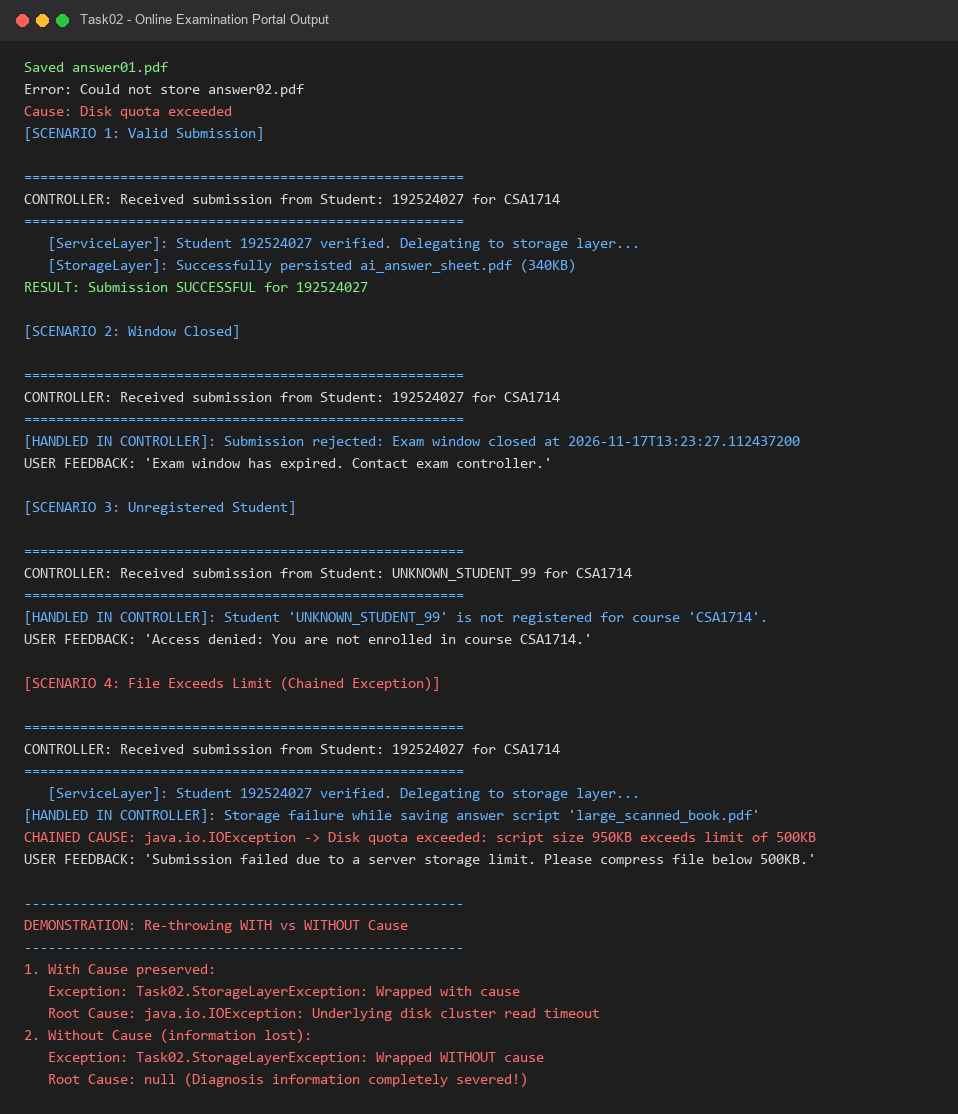 Task02 - Online Examination Portal Output
Saved answer01.pdf
Error: Could not store answer02.pdf
Cause: Disk quota exceeded
[SCENARIO 1: Valid Submission]
=======================================================
CONTROLLER: Received submission from Student: 192524027 for CSA1714
=======================================================
   [ServiceLayer]: Student 192524027 verified. Delegating to storage layer...
   [StorageLayer]: Successfully persisted ai_answer_sheet.pdf (340KB)
RESULT: Submission SUCCESSFUL for 192524027
[SCENARIO 2: Window Closed]
=======================================================
CONTROLLER: Received submission from Student: 192524027 for CSA1714
=======================================================
[HANDLED IN CONTROLLER]: Submission rejected: Exam window closed at 2026-11-17T13:23:27.112437200
USER FEEDBACK: 'Exam window has expired. Contact exam controller.'
[SCENARIO 3: Unregistered Student]
=======================================================
CONTROLLER: Received submission from Student: UNKNOWN_STUDENT_99 for CSA1714
=======================================================
[HANDLED IN CONTROLLER]: Student 'UNKNOWN_STUDENT_99' is not registered for course 'CSA1714'.
USER FEEDBACK: 'Access denied: You are not enrolled in course CSA1714.'
[SCENARIO 4: File Exceeds Limit (Chained Exception)]
=======================================================
CONTROLLER: Received submission from Student: 192524027 for CSA1714
=======================================================
   [ServiceLayer]: Student 192524027 verified. Delegating to storage layer...
[HANDLED IN CONTROLLER]: Storage failure while saving answer script 'large_scanned_book.pdf'
CHAINED CAUSE: java.io.IOException -> Disk quota exceeded: script size 950KB exceeds limit of 500KB
USER FEEDBACK: 'Submission failed due to a server storage limit. Please compress file below 500KB.'
-------------------------------------------------------
DEMONSTRATION: Re-throwing WITH vs WITHOUT Cause
-------------------------------------------------------
1. With Cause preserved:
   Exception: Task02.StorageLayerException: Wrapped with cause
   Root Cause: java.io.IOException: Underlying disk cluster read timeout
2. Without Cause (information lost):
   Exception: Task02.StorageLayerException: Wrapped WITHOUT cause
   Root Cause: null (Diagnosis information completely severed!)